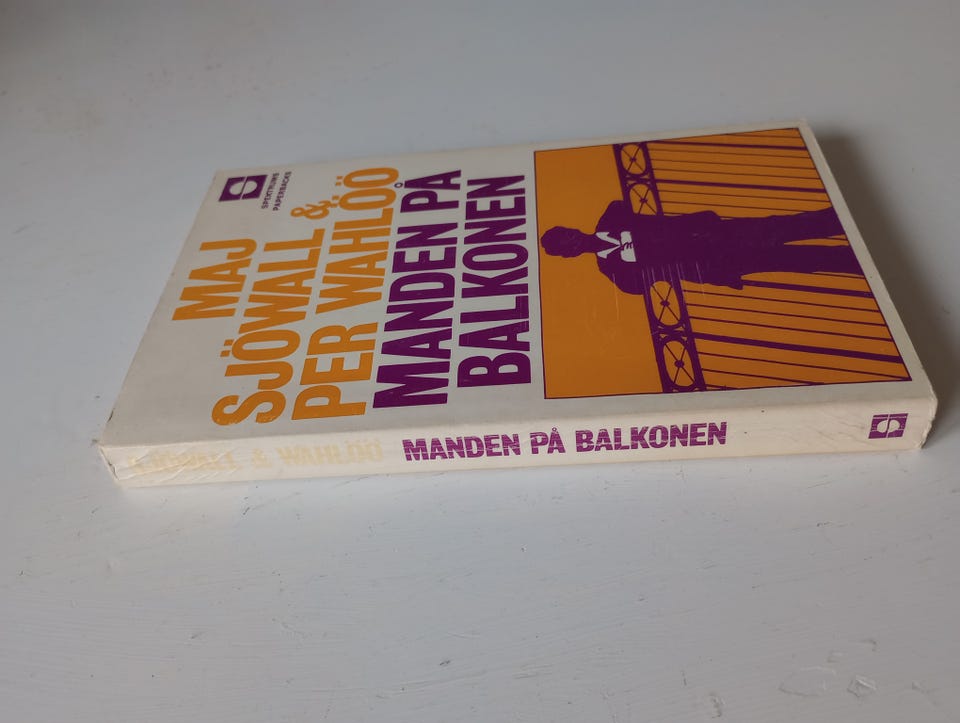 SPEKTRUMS
PAPERBACKS
MAJ
SJÖWALL &
PER WAHLÖÖ
MANDEN PÅ
BALKONEN
SJÖWALL & WAHLÖÖ MANDEN PÅ BALKONEN